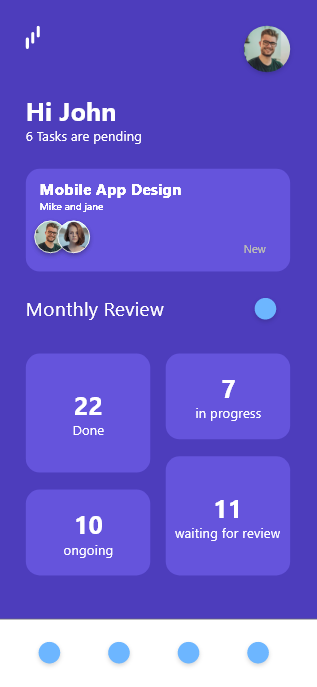 Hi John
6 Tasks are pending
Mobile App Design
Mike and jane
New
Monthly Review
22
Done
7
in progress
10
ongoing
11
waiting for review